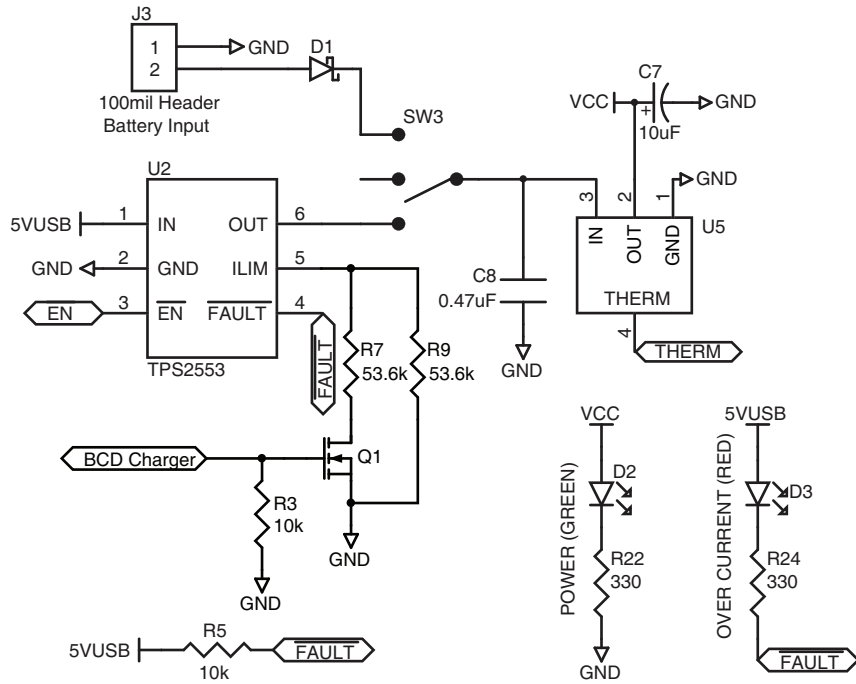 J3
1
2
100mil Header
Battery Input
GND
D1
SW3
C7
VCC
+
10uF
GND
U2
5VUSB
1
IN
OUT
6
GND
2
GND
ILIM
5
EN
3
EN
FAULT
4
TPS2553
FAULT
R7
53.6k
R9
53.6k
C8
0.47uF
GND
3
2
1
GND
IN
OUT
GND
U5
THERM
4
THERM
BCD Charger
Q1
R3
10k
GND
GND
5VUSB
R5
10k
FAULT
VCC
POWER (GREEN)
D2
R22
330
GND
5VUSB
OVER CURRENT (RED)
D3
R24
330
FAULT